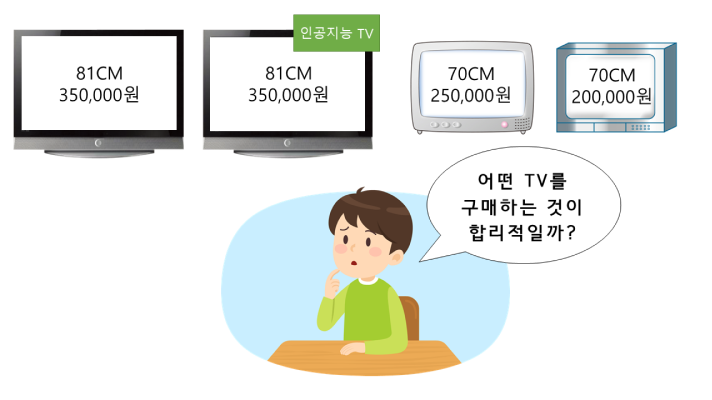 인공지능 TV
81CM
350,000원
81CM
350,000원
70CM
250,000원
70CM
200,000원
어떤 TV를
구매하는 것이
합리적일까?